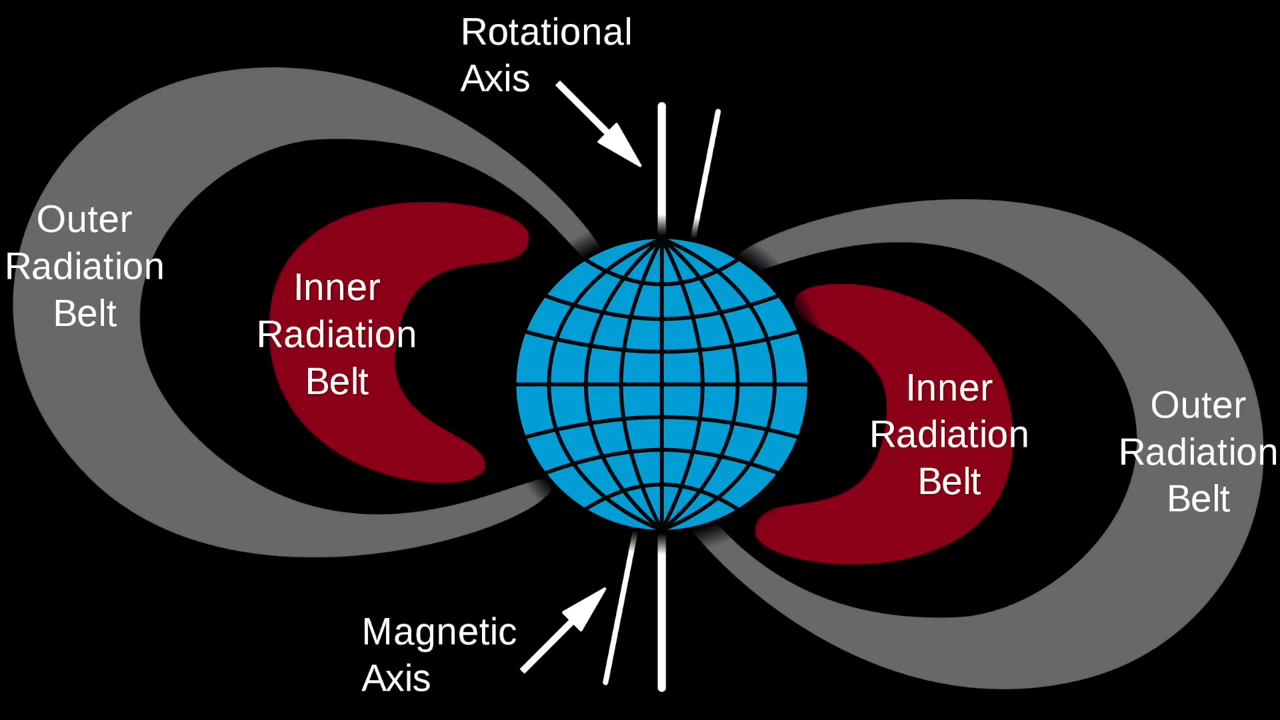 Rotational
Axis
Outer
Radiation
Belt
Inner
Radiation
Belt
Inner
Radiation
Belt
Outer
Radiation
Belt
Magnetic
Axis